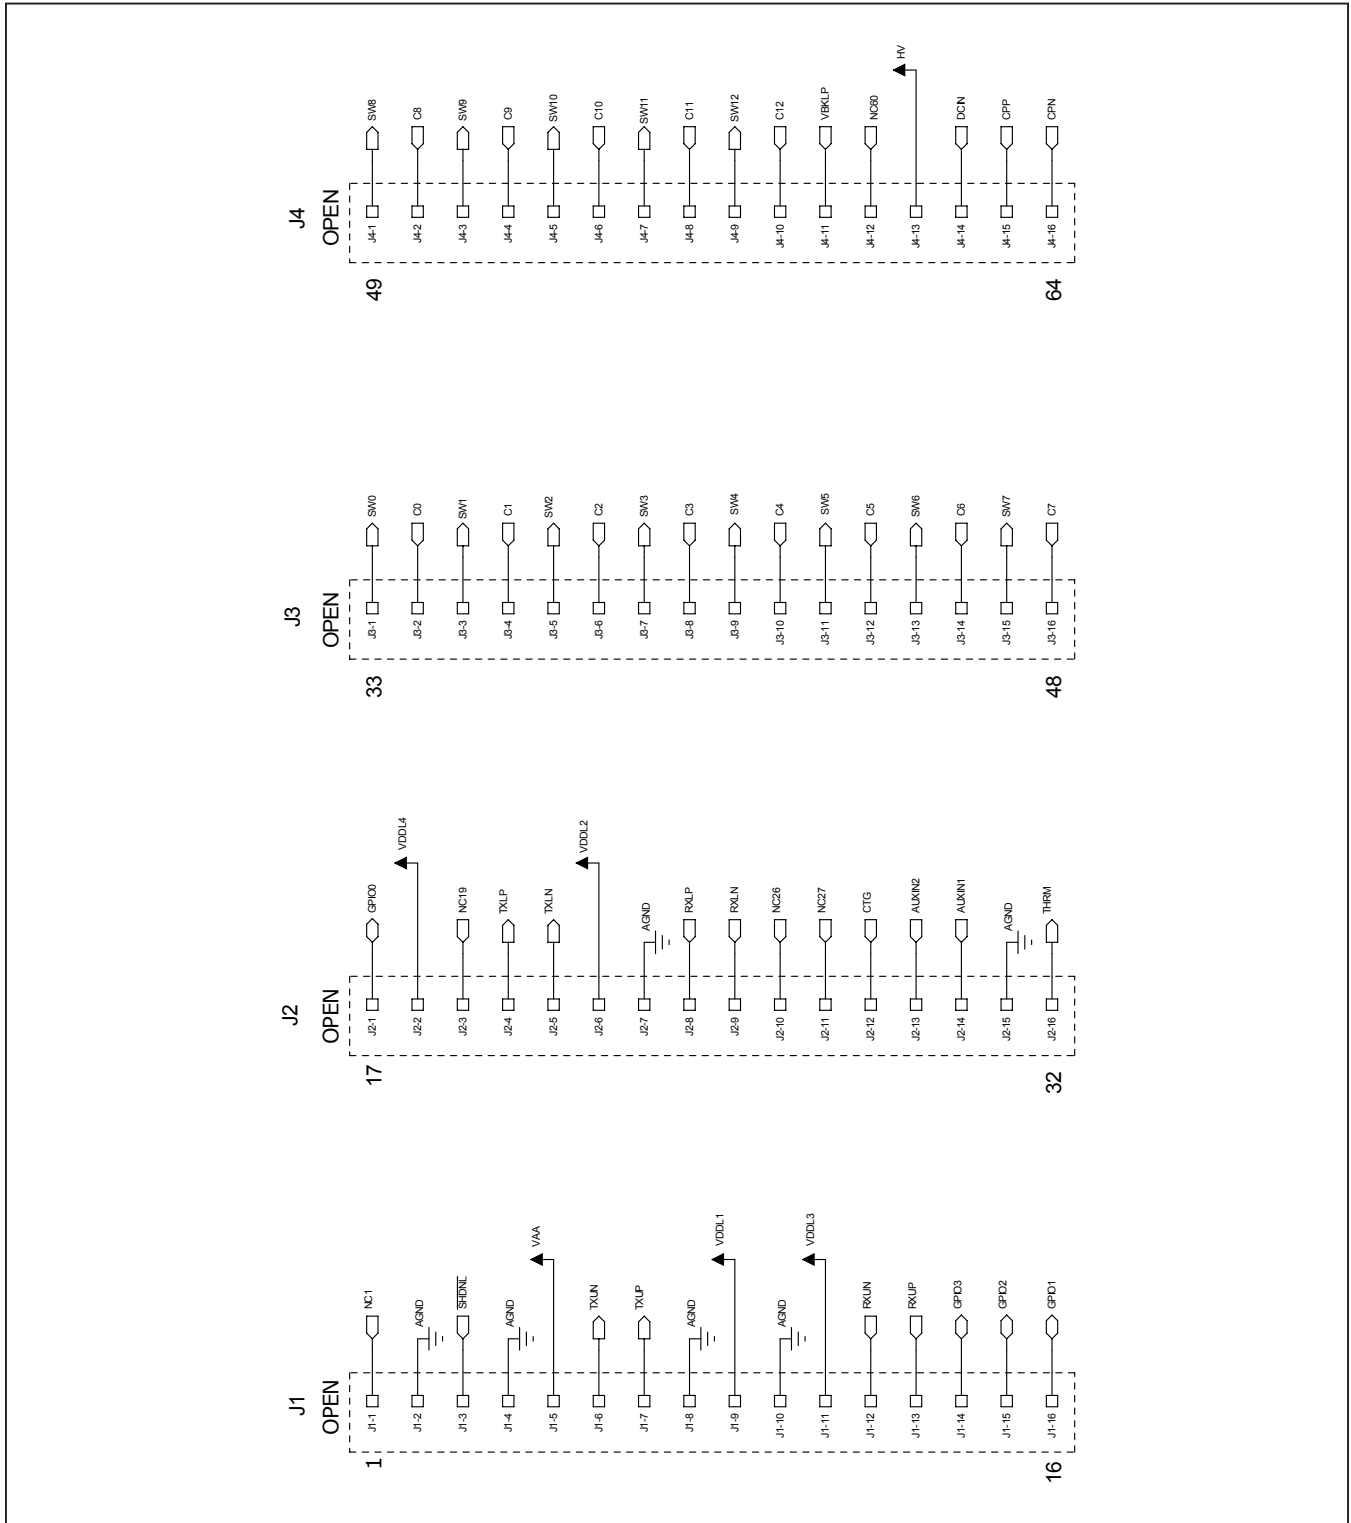 J4
OPEN
49
J4-1 SW8
J4-2 C8
J4-3 SW9
J4-4 C9
J4-5 SW10
J4-6 C10
J4-7 SW11
J4-8 C11
J4-9 SW12
J4-10 C12
J4-11 VBKLP
J4-12 NC60
J4-13 HV
J4-14 DCIN
J4-15 CPP
J4-16 CPN
64
J3
OPEN
33
J3-1 SW0
J3-2 C0
J3-3 SW1
J3-4 C1
J3-5 SW2
J3-6 C2
J3-7 SW3
J3-8 C3
J3-9 SW4
J3-10 C4
J3-11 SW5
J3-12 C5
J3-13 SW6
J3-14 C6
J3-15 SW7
J3-16 C7
48
J2
OPEN
17
J2-1 GPIO0
J2-2 VDDL4
J2-3 NC19
J2-4 TXLP
J2-5 TXLN
J2-6 VDDL2
J2-7 AGND
J2-8 RXLP
J2-9 RXLN
J2-10 NC26
J2-11 NC27
J2-12 CTG
J2-13 AUXIN2
J2-14 AUXIN1
J2-15 AGND
J2-16 THRM
32
J1
OPEN
1
J1-1 NC1
J1-2 AGND
J1-3 SHDNL
J1-4 AGND
J1-5 VAA
J1-6 TXUN
J1-7 TXUP
J1-8 AGND
J1-9 VDDL1
J1-10 AGND
J1-11 VDDL3
J1-12 RXUN
J1-13 RXUP
J1-14 GPIO3
J1-15 GPIO2
J1-16 GPIO1
16